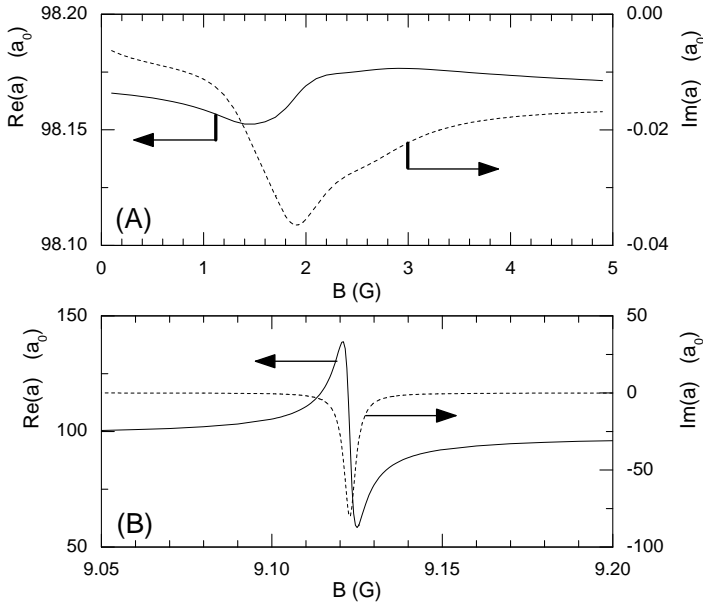 98.20
98.15
98.10
Re(a) (a0)
0.00
-0.02
-0.04
Im(a) (a0)
(A)
0 1 2 3 4 5
B (G)
150
100
50
Re(a) (a0)
50
0
-50
-100
Im(a) (a0)
(B)
9.05 9.10 9.15 9.20
B (G)